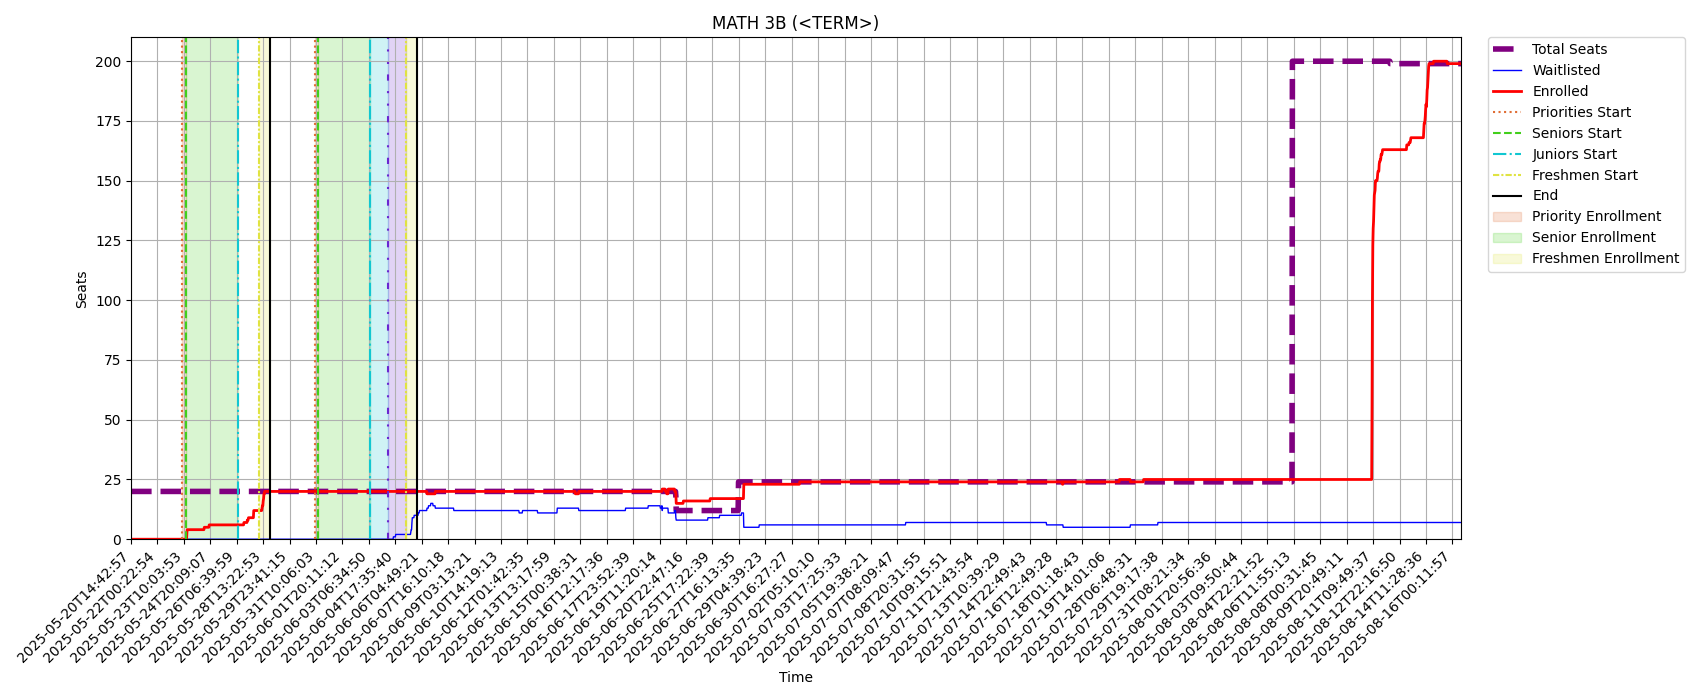 MATH 3B (<TERM>)
Seats
200
175
150
125
100
75
50
25
0
2025-05-20T14:42:57
2025-05-22T00:22:54
2025-05-23T10:03:53
2025-05-24T20:09:07
2025-05-26T06:39:59
2025-05-28T13:22:53
2025-05-29T23:41:15
2025-05-31T10:06:03
2025-06-01T20:11:12
2025-06-03T06:34:50
2025-06-04T17:35:40
2025-06-06T04:49:21
2025-06-07T16:10:18
2025-06-09T03:13:21
2025-06-10T14:19:13
2025-06-12T01:42:35
2025-06-13T13:17:59
2025-06-15T00:38:31
2025-06-16T12:17:36
2025-06-17T23:52:39
2025-06-19T11:20:14
2025-06-20T22:47:16
2025-06-25T17:22:39
2025-06-27T16:13:35
2025-06-29T04:39:23
2025-06-30T16:27:27
2025-07-02T05:10:10
2025-07-03T17:25:33
2025-07-05T19:38:21
2025-07-07T08:09:47
2025-07-08T20:31:55
2025-07-10T09:15:51
2025-07-11T21:43:54
2025-07-13T10:39:29
2025-07-14T22:49:43
2025-07-16T12:49:28
2025-07-18T01:18:43
2025-07-19T14:01:06
2025-07-28T06:48:31
2025-07-29T19:17:38
2025-07-31T08:21:34
2025-08-01T20:56:36
2025-08-03T09:50:44
2025-08-04T22:21:52
2025-08-06T11:55:13
2025-08-08T00:31:45
2025-08-09T20:49:11
2025-08-11T09:49:37
2025-08-12T22:16:50
2025-08-14T11:28:36
2025-08-16T00:11:57
Time
Total Seats
Waitlisted
Enrolled
Priorities Start
Seniors Start
Juniors Start
Freshmen Start
End
Priority Enrollment
Senior Enrollment
Freshmen Enrollment